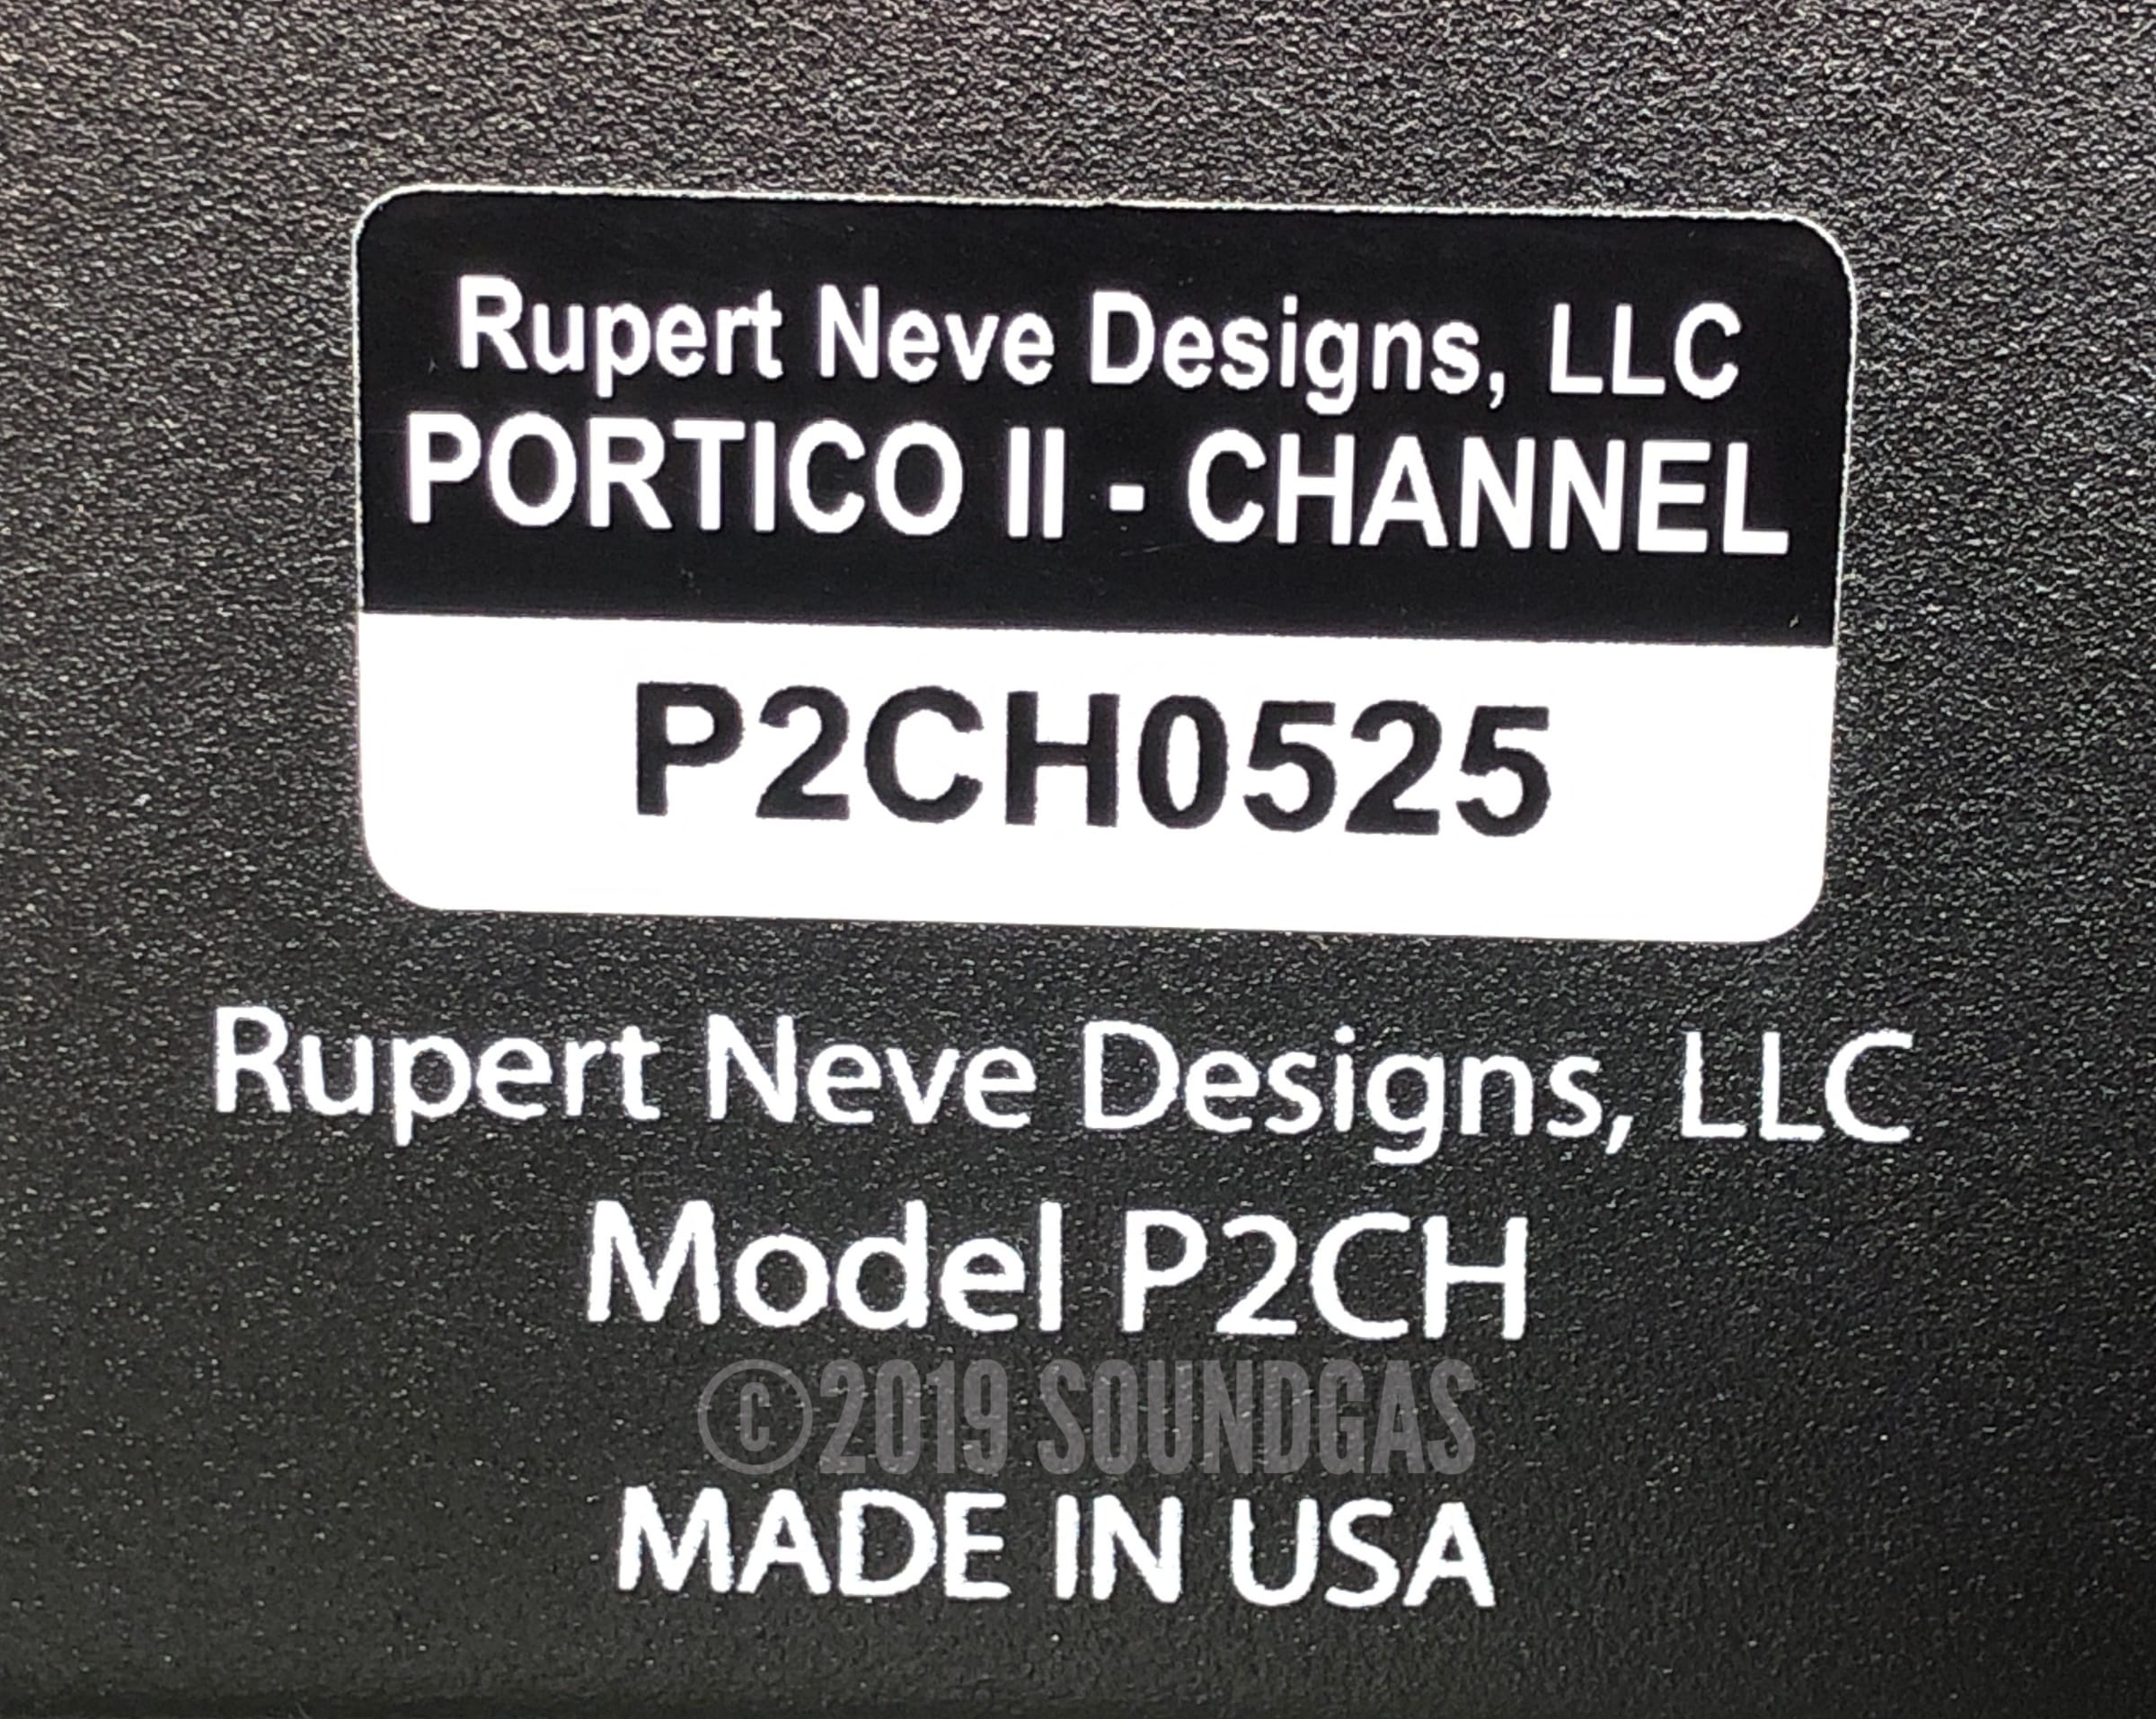 Rupert Neve Designs, LLC
PORTICO II - CHANNEL
P2CH0525
Rupert Neve Designs, LLC
Model P2CH
©2019 SOUNDGAS
MADE IN USA